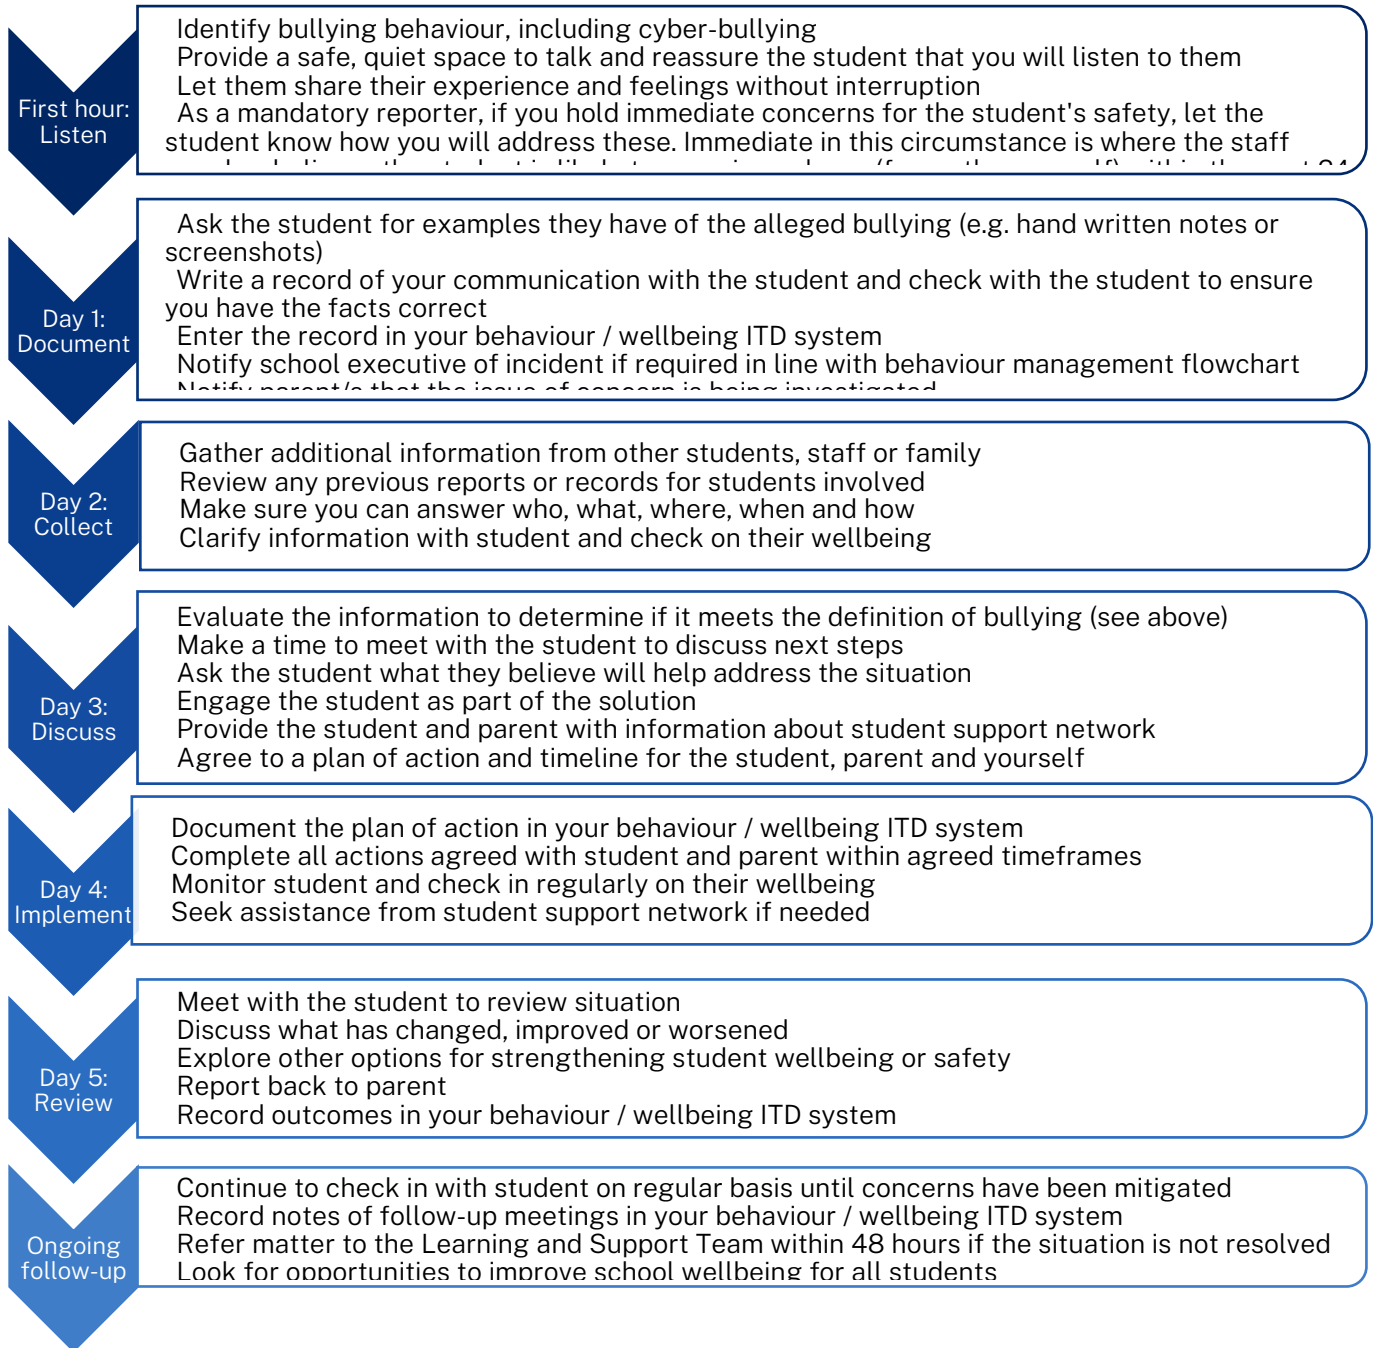 First hour:
Listen
Identify bullying behaviour, including cyber-bullying
Provide a safe, quiet space to talk and reassure the student that you will listen to them
Let them share their experience and feelings without interruption
As a mandatory reporter, if you hold immediate concerns for the student's safety, let the
student know how you will address these. Immediate in this circumstance is where the staff
Day 1:
Document
Ask the student for examples they have of the alleged bullying (e.g. hand written notes or
screenshots)
Write a record of your communication with the student and check with the student to ensure
you have the facts correct
Enter the record in your behaviour / wellbeing ITD system
Notify school executive of incident if required in line with behaviour management flowchart
Notify parent/s that the issue of concern is being investigated
Day 2:
Collect
Gather additional information from other students, staff or family
Review any previous reports or records for students involved
Make sure you can answer who, what, where, when and how
Clarify information with student and check on their wellbeing
Day 3:
Discuss
Evaluate the information to determine if it meets the definition of bullying (see above)
Make a time to meet with the student to discuss next steps
Ask the student what they believe will help address the situation
Engage the student as part of the solution
Provide the student and parent with information about student support network
Agree to a plan of action and timeline for the student, parent and yourself
Day 4:
Implement
Document the plan of action in your behaviour / wellbeing ITD system
Complete all actions agreed with student and parent within agreed timeframes
Monitor student and check in regularly on their wellbeing
Seek assistance from student support network if needed
Day 5:
Review
Meet with the student to review situation
Discuss what has changed, improved or worsened
Explore other options for strengthening student wellbeing or safety
Report back to parent
Record outcomes in your behaviour / wellbeing ITD system
Ongoing
follow-up
Continue to check in with student on regular basis until concerns have been mitigated
Record notes of follow-up meetings in your behaviour / wellbeing ITD system
Refer matter to the Learning and Support Team within 48 hours if the situation is not resolved
Look for opportunities to improve school wellbeing for all students